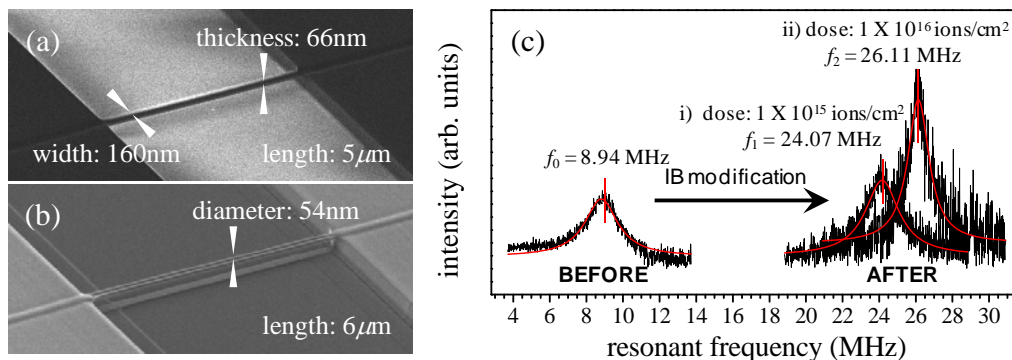 (a)
thickness: 66nm
width: 160nm
length: 5μm
(b)
diameter: 54nm
length: 6μm
(c)
ii) dose: 1 X 10¹⁶ ions/cm²
f₂ = 26.11 MHz
i) dose: 1 X 10¹⁵ ions/cm²
f₁ = 24.07 MHz
f₀ = 8.94 MHz
IB modification
BEFORE
AFTER
intensity (arb. units)
4 6 8 10 12 14 16 18 20 22 24 26 28 30
resonant frequency (MHz)